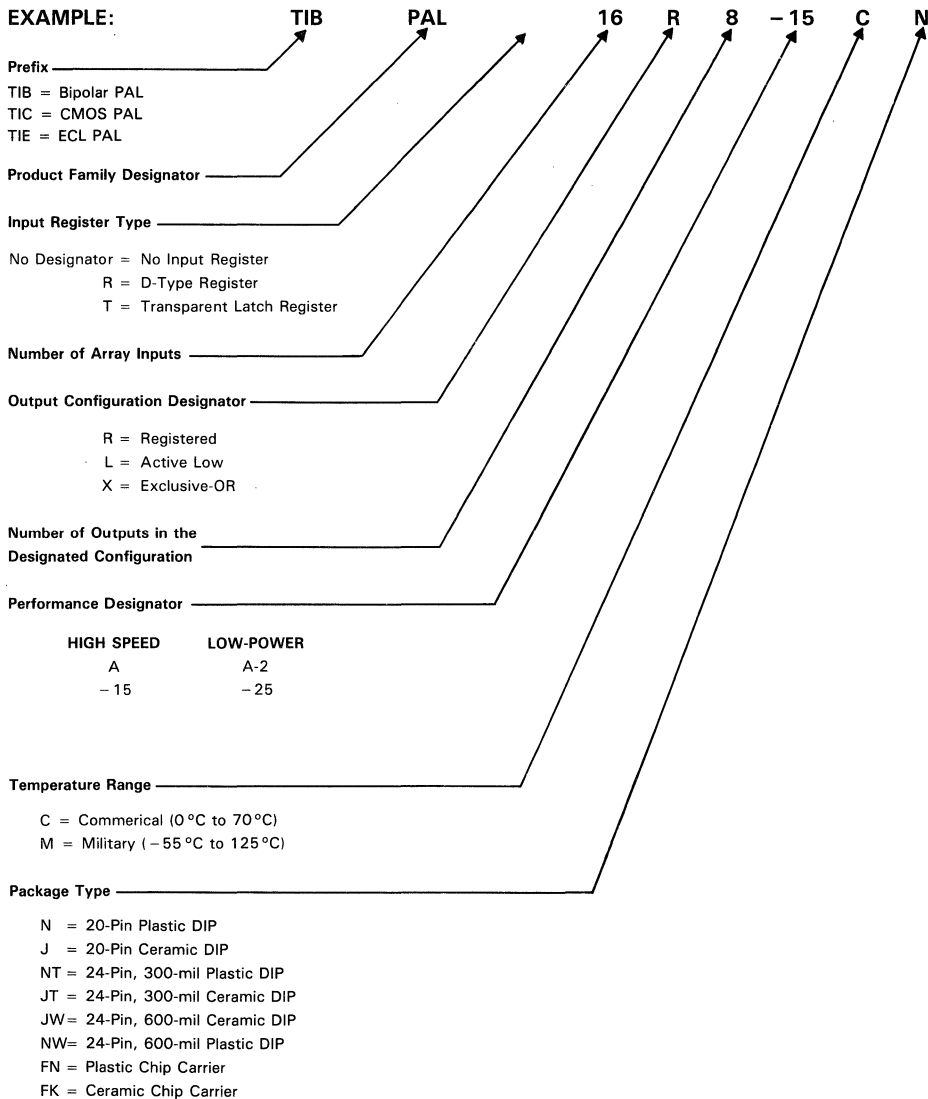 EXAMPLE: TIB PAL 16 R 8 -15 C N
Prefix
TIB = Bipolar PAL
TIC = CMOS PAL
TIE = ECL PAL
Product Family Designator
Input Register Type
No Designator = No Input Register
R = D-Type Register
T = Transparent Latch Register
Number of Array Inputs
Output Configuration Designator
R = Registered
L = Active Low
X = Exclusive-OR
Number of Outputs in the
Designated Configuration
Performance Designator
HIGH SPEED LOW-POWER
A A-2
-15 -25
Temperature Range
C = Commerical (0°C to 70°C)
M = Military (-55°C to 125°C)
Package Type
N = 20-Pin Plastic DIP
J = 20-Pin Ceramic DIP
NT = 24-Pin, 300-mil Plastic DIP
JT = 24-Pin, 300-mil Ceramic DIP
JW= 24-Pin, 600-mil Ceramic DIP
NW= 24-Pin, 600-mil Plastic DIP
FN = Plastic Chip Carrier
FK = Ceramic Chip Carrier